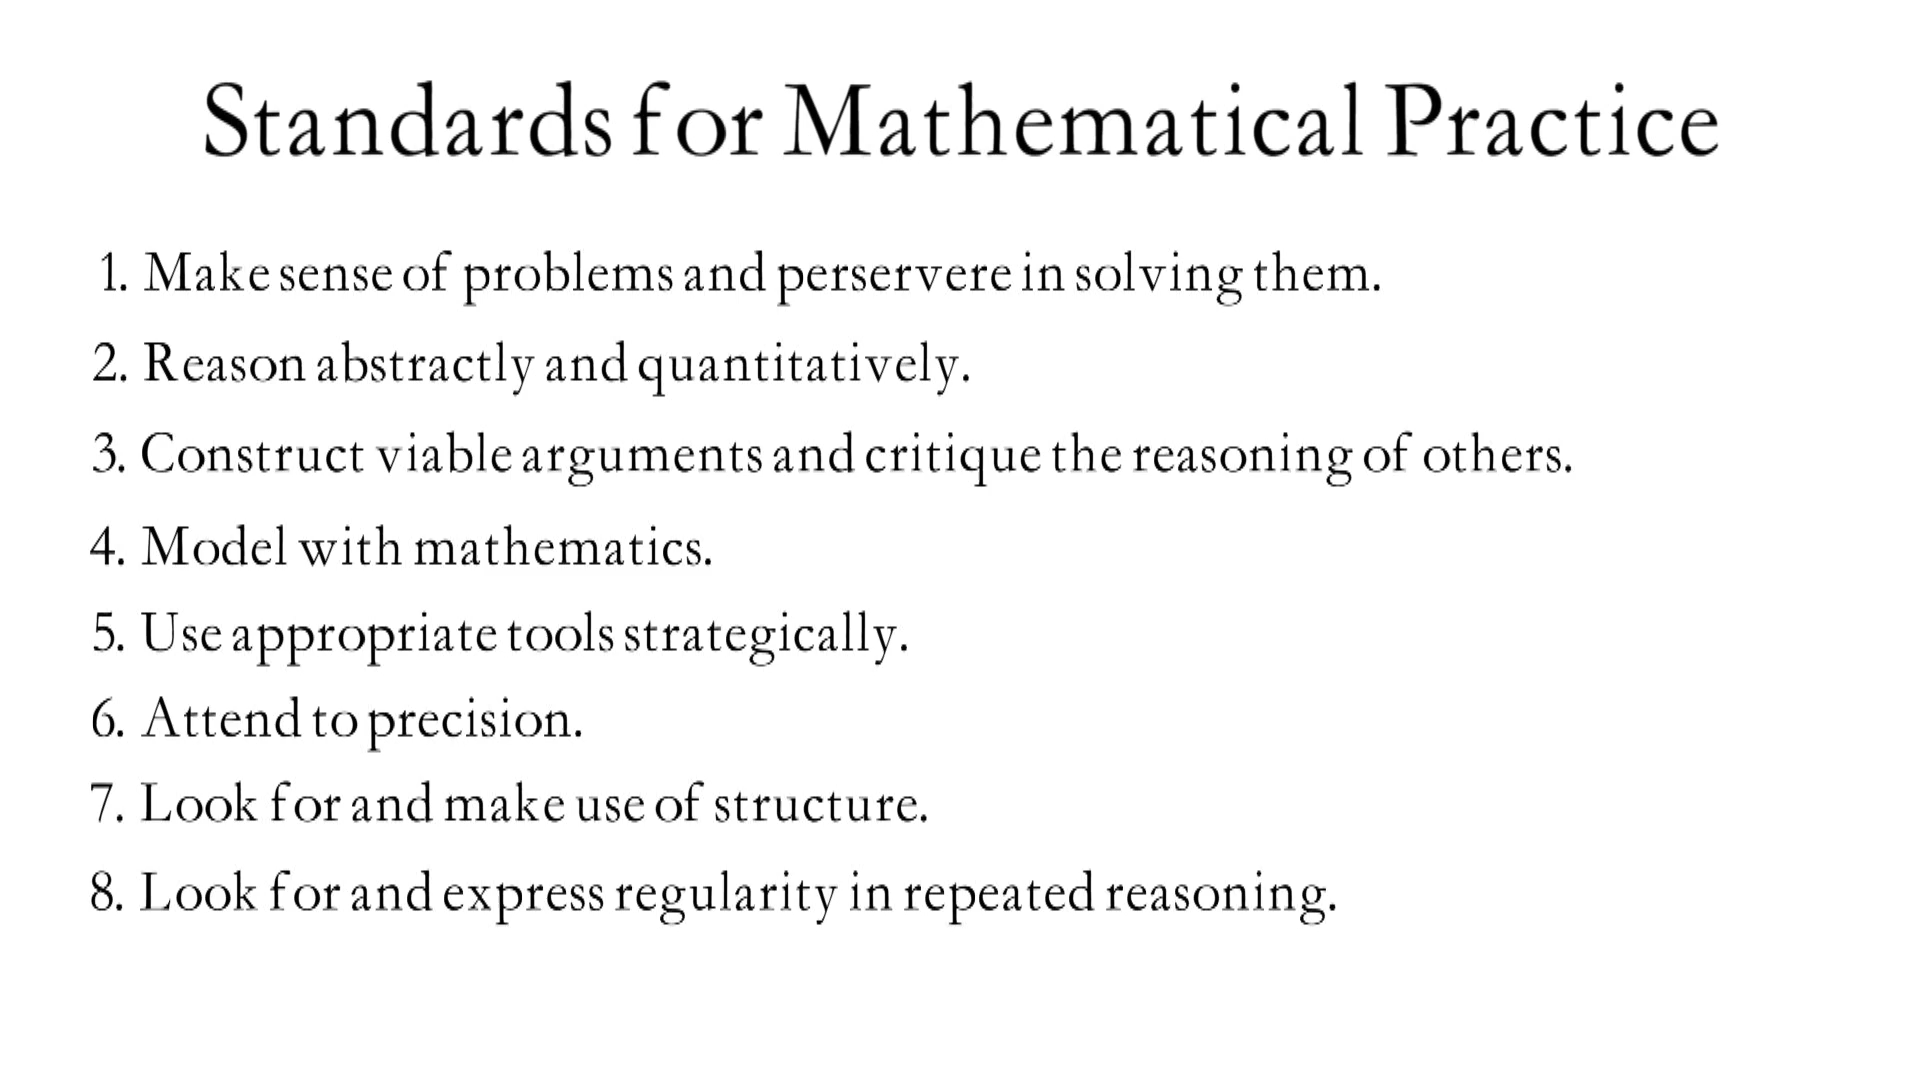 Standards for Mathematical Practice
1. Make sense of problems and perservere in solving them.
2. Reason abstractly and quantitatively.
3. Construct viable arguments and critique the reasoning of others.
4. Model with mathematics.
5. Use appropriate tools strategically.
6. Attend to precision.
7. Look for and make use of structure.
8. Look for and express regularity in repeated reasoning.